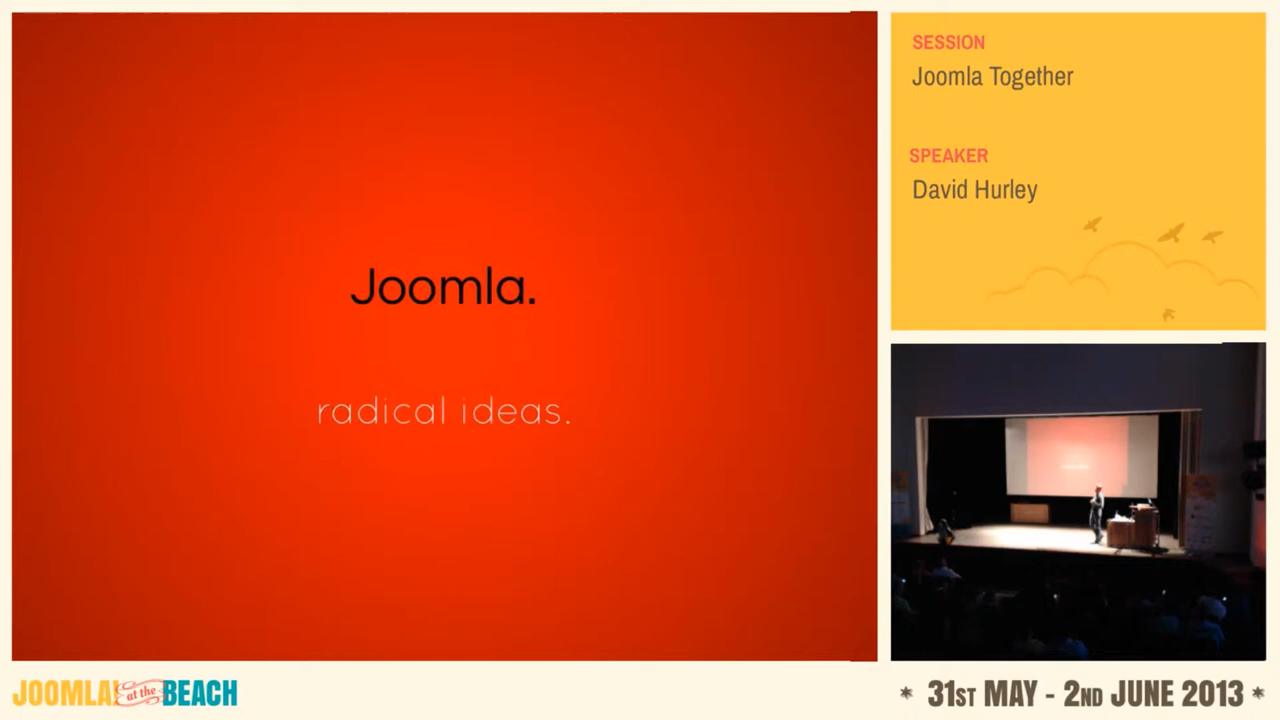 Joomla.
radical ideas.
SESSION
Joomla Together
SPEAKER
David Hurley
JOOMLA! at the BEACH
* 31ST MAY - 2ND JUNE 2013 *